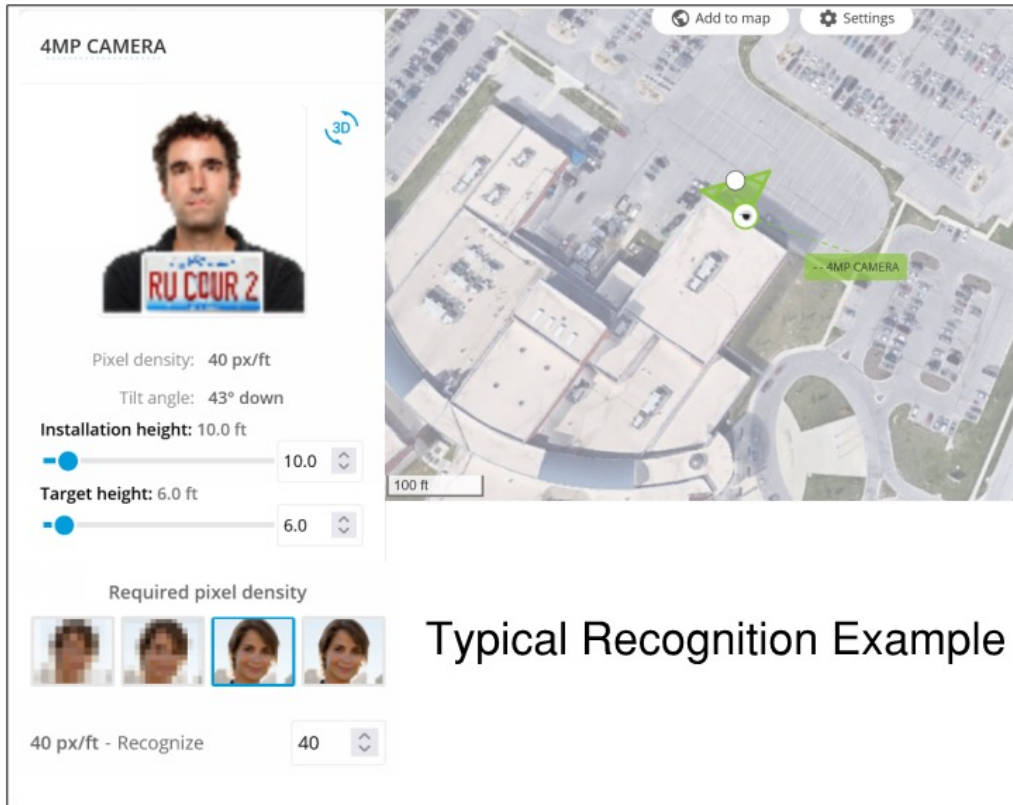 4MP CAMERA
3D
RU COUR 2
Pixel density: 40 px/ft
Tilt angle: 43° down
Installation height: 10.0 ft
10.0
Target height: 6.0 ft
6.0
Required pixel density
40 px/ft - Recognize
40
Add to map
Settings
-- 4MP CAMERA
100 ft
Typical Recognition Example